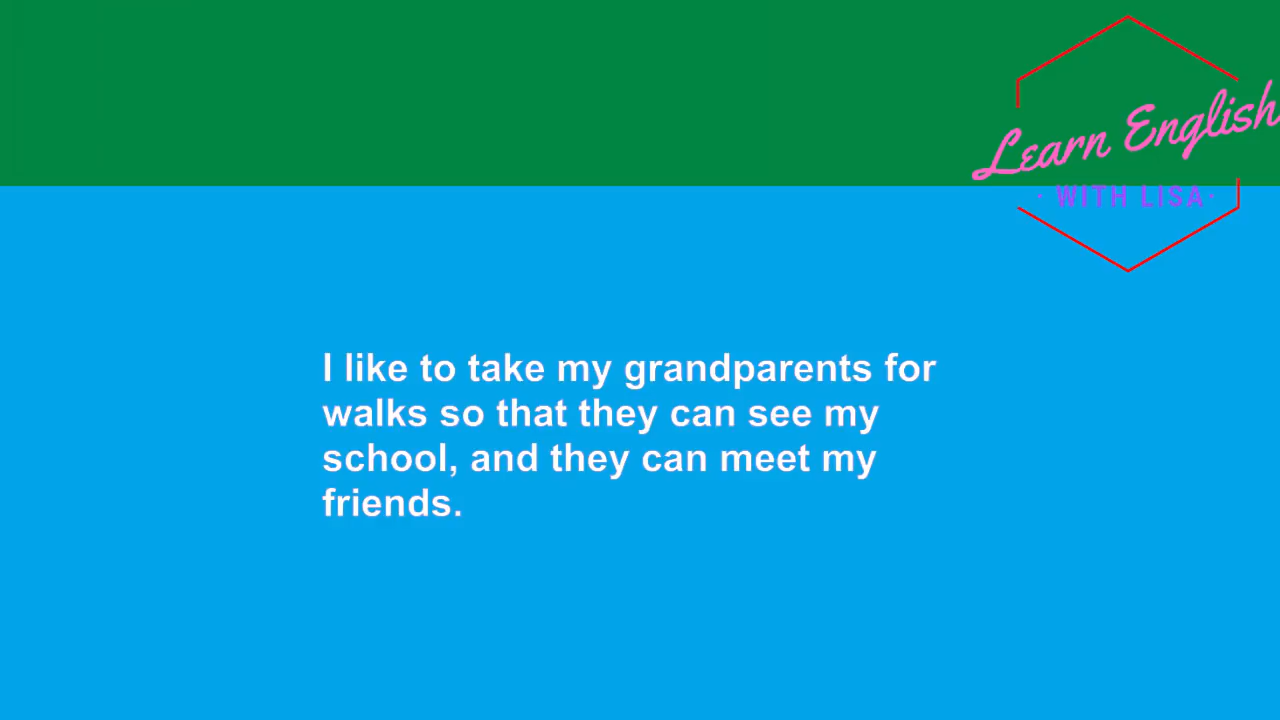 Learn English
· WITH LISA ·
I like to take my grandparents for
walks so that they can see my
school, and they can meet my
friends.